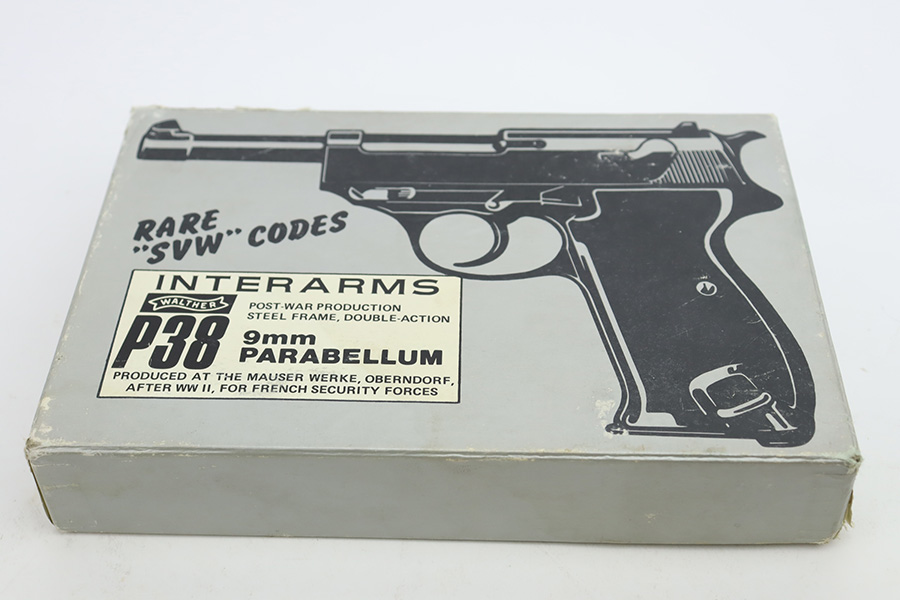 RARE
"SVW" CODES
INTERARMS
WALTHER
P38
POST-WAR PRODUCTION
STEEL FRAME, DOUBLE-ACTION
9mm
PARABELLUM
PRODUCED AT THE MAUSER WERKE, OBERNDORF,
AFTER WW II, FOR FRENCH SECURITY FORCES